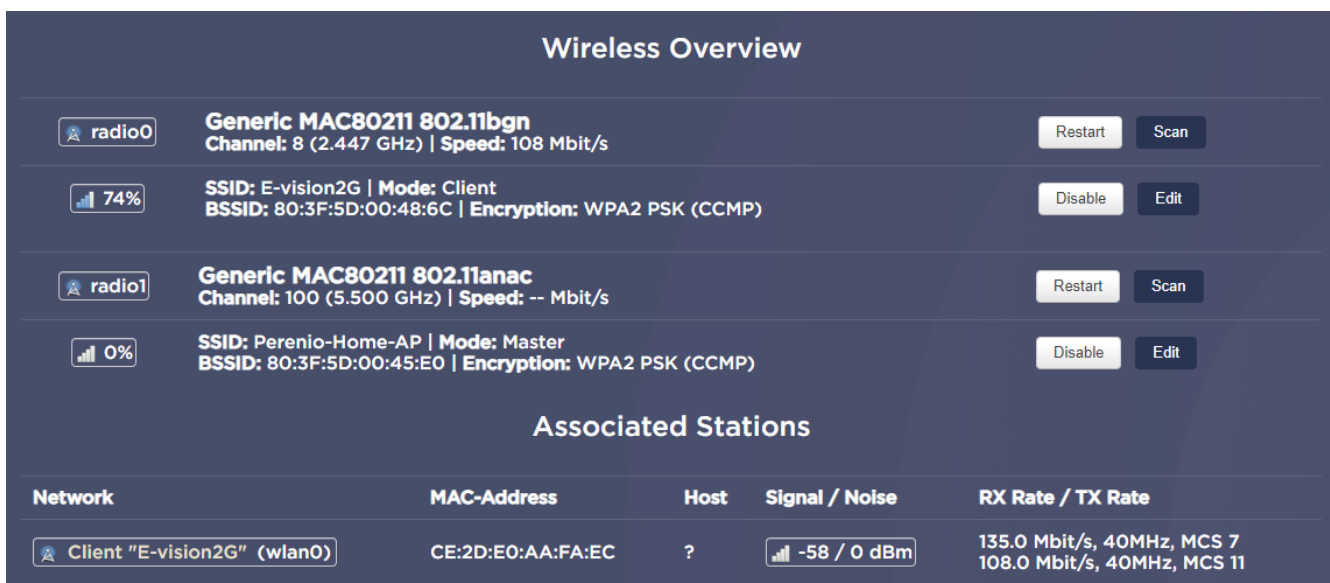 Wireless Overview
radio0
Generic MAC80211 802.11bgn
Channel: 8 (2.447 GHz) | Speed: 108 Mbit/s
Restart Scan
74%
SSID: E-vision2G | Mode: Client
BSSID: 80:3F:5D:00:48:6C | Encryption: WPA2 PSK (CCMP)
Disable Edit
radio1
Generic MAC80211 802.11anac
Channel: 100 (5.500 GHz) | Speed: -- Mbit/s
Restart Scan
0%
SSID: Perenio-Home-AP | Mode: Master
BSSID: 80:3F:5D:00:45:E0 | Encryption: WPA2 PSK (CCMP)
Disable Edit
Associated Stations
Network MAC-Address Host Signal / Noise RX Rate / TX Rate
Client "E-vision2G" (wlan0) CE:2D:E0:AA:FA:EC ? -58 / 0 dBm 135.0 Mbit/s, 40MHz, MCS 7
108.0 Mbit/s, 40MHz, MCS 11